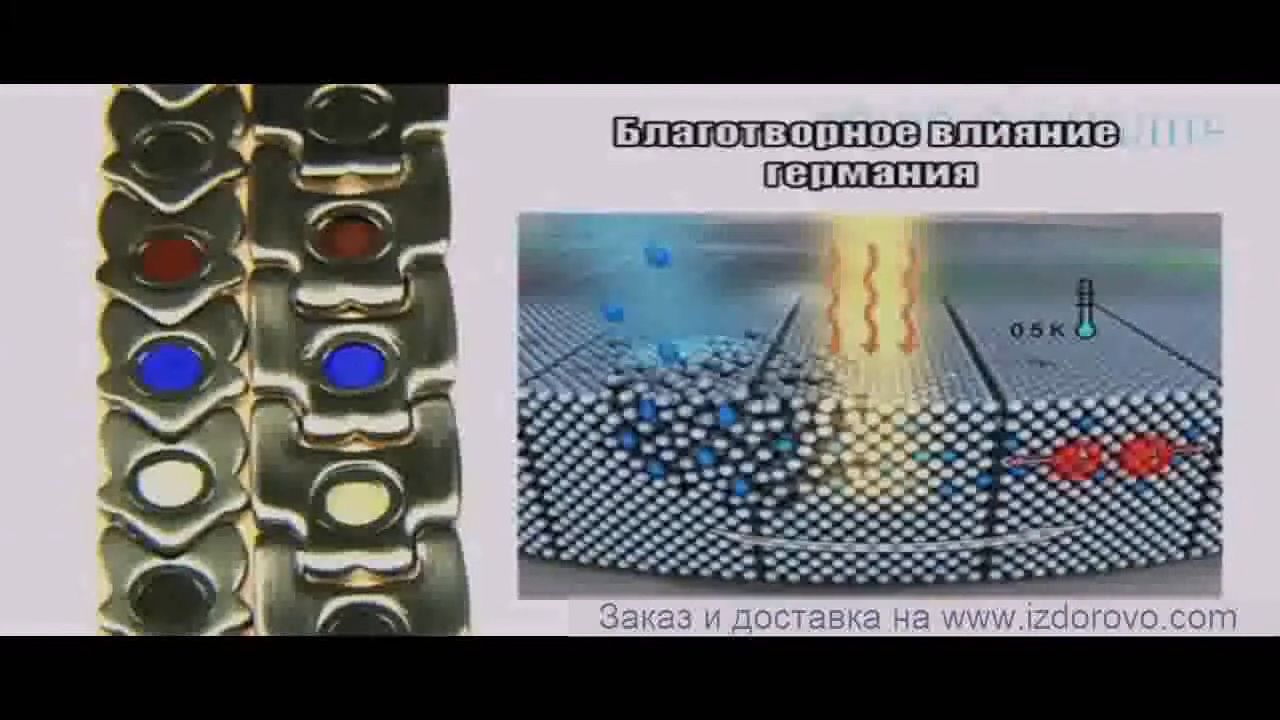 Благотворное влияние
германия
0 5 K
Заказ и доставка на www.izdorovo.com